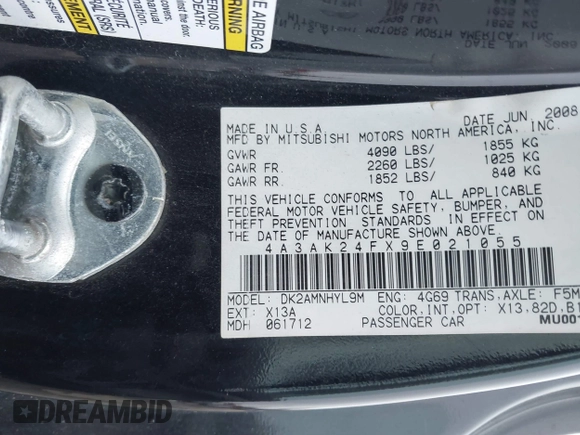 WARNING
AIRBAG
DATE JUN 2008
MADE IN U.S.A
MFD BY MITSUBISHI MOTORS NORTH AMERICA, INC.
GVWR 4090 LBS/ 1855 KG
GAWR FR. 2260 LBS/ 1025 KG
GAWR RR. 1852 LBS/ 840 KG
THIS VEHICLE CONFORMS TO ALL APPLICABLE
FEDERAL MOTOR VEHICLE SAFETY, BUMPER, AND
THEFT PREVENTION STANDARDS IN EFFECT ON
THE DATE OF MANUFACTURE SHOWN ABOVE.
4A3AK24FX9E021055
MODEL: DK2AMNHYL9M ENG: 4G69 TRANS.AXLE: F5M
EXT: X13A COLOR,INT,OPT: X13,82D,B1
MDH 061712 PASSENGER CAR MU001
DREAMBID